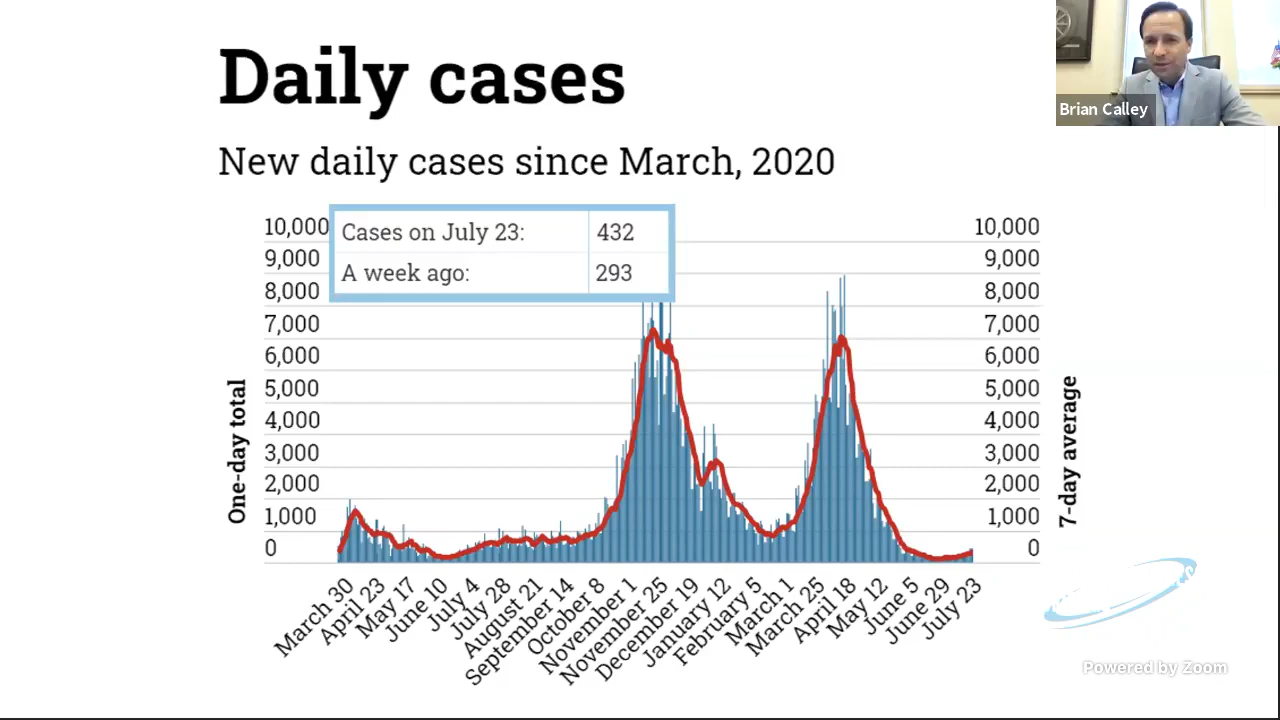 Daily cases
Brian Calley
New daily cases since March, 2020
Cases on July 23: 432
A week ago: 293
10,000
9,000
8,000
7,000
6,000
5,000
4,000
3,000
2,000
1,000
0
One-day total
10,000
9,000
8,000
7,000
6,000
5,000
4,000
3,000
2,000
1,000
0
7-day average
March 30
April 23
May 17
June 10
July 4
July 28
August 21
September 14
October 8
November 1
November 25
December 19
January 12
February 5
March 1
March 25
April 18
May 12
June 5
June 29
July 23
Powered by Zoom